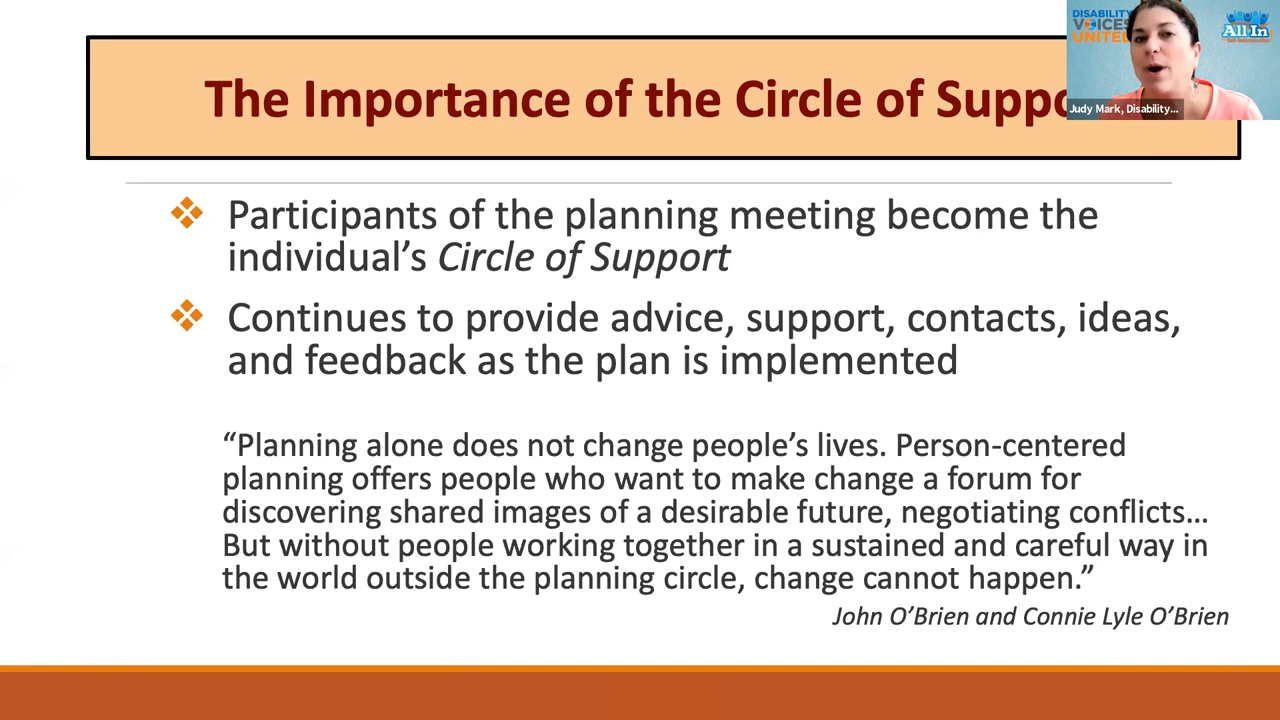 The Importance of the Circle of Suppo
DISABILITY
VOICES
UNITED
All In
Judy Mark, Disability...
❖ Participants of the planning meeting become the
individual’s Circle of Support
❖ Continues to provide advice, support, contacts, ideas,
and feedback as the plan is implemented
“Planning alone does not change people’s lives. Person-centered
planning offers people who want to make change a forum for
discovering shared images of a desirable future, negotiating conflicts…
But without people working together in a sustained and careful way in
the world outside the planning circle, change cannot happen.”
John O’Brien and Connie Lyle O’Brien